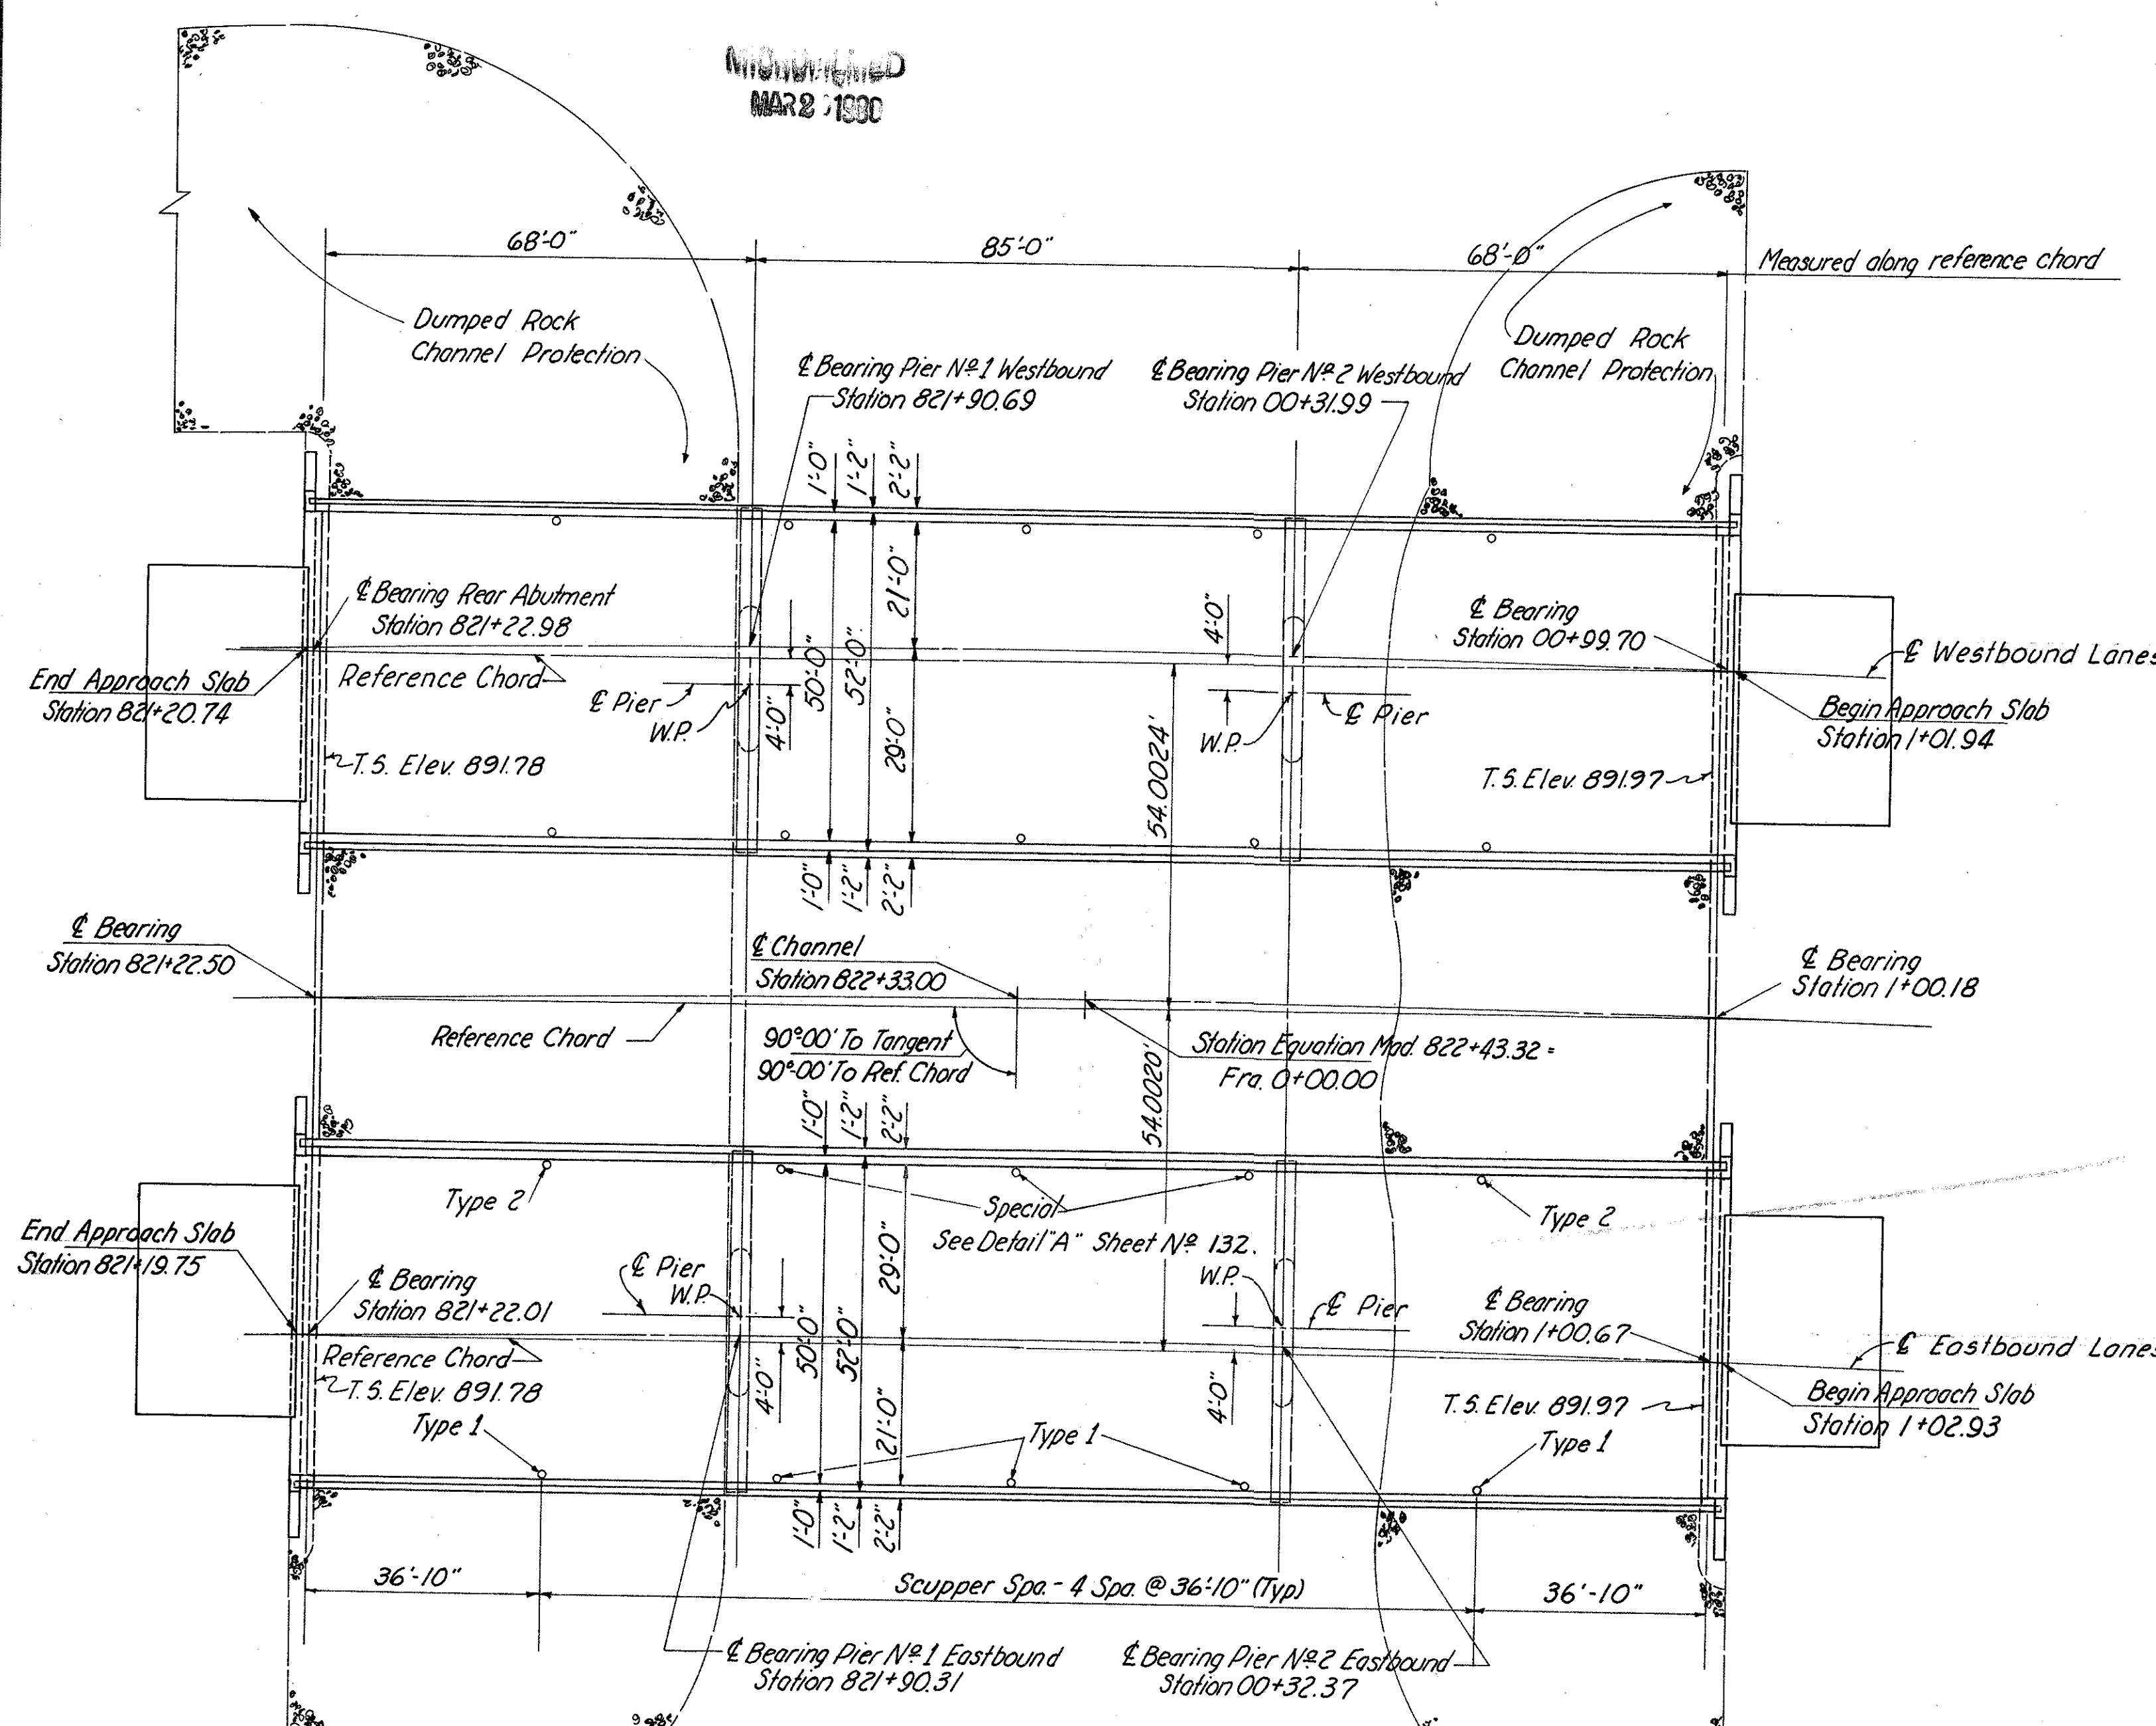 MAR 2 1980
68'-0"
85'-0"
68'-0"
Measured along reference chord
Dumped Rock
Channel Protection
Dumped Rock
Channel Protection
℄ Bearing Pier Nº 1 Westbound
Station 821+90.69
℄ Bearing Pier Nº 2 Westbound
Station 00+31.99
1'-0"
1'-2"
2'-2"
21'-0"
50'-0"
52'-0"
29'-0"
4'-0"
4'-0"
℄ Bearing Rear Abutment
Station 821+22.98
Reference Chord
End Approach Slab
Station 821+20.74
℄ Pier
W.P.
W.P.
℄ Pier
℄ Bearing
Station 00+99.70
℄ Westbound Lanes
Begin Approach Slab
Station 1+01.94
T.S. Elev. 891.78
T.S. Elev. 891.97
54.0024'
1'-0"
1'-2"
2'-2"
℄ Bearing
Station 821+22.50
℄ Channel
Station 822+33.00
℄ Bearing
Station 1+00.18
Reference Chord
90°00' To Tangent
90°-00' To Ref. Chord
Station Equation Mad. 822+43.32 =
Fra. 0+00.00
54.0020'
1'-0"
1'-2"
2'-2"
Type 2
Special
See Detail "A" Sheet Nº 132.
Type 2
End Approach Slab
Station 821+19.75
℄ Bearing
Station 821+22.01
Reference Chord
T.S. Elev. 891.78
Type 1
℄ Pier
W.P.
4'-0"
50'-0"
52'-0"
29'-0"
21'-0"
W.P.
℄ Pier
4'-0"
℄ Bearing
Station 1+00.67
℄ Eastbound Lanes
Begin Approach Slab
Station 1+02.93
T.S. Elev. 891.97
Type 1
Type 1
1'-0"
1'-2"
2'-2"
36'-10"
Scupper Spa. - 4 Spa. @ 36'-10" (Typ)
36'-10"
℄ Bearing Pier Nº 1 Eastbound
Station 821+90.31
℄ Bearing Pier Nº 2 Eastbound
Station 00+32.37